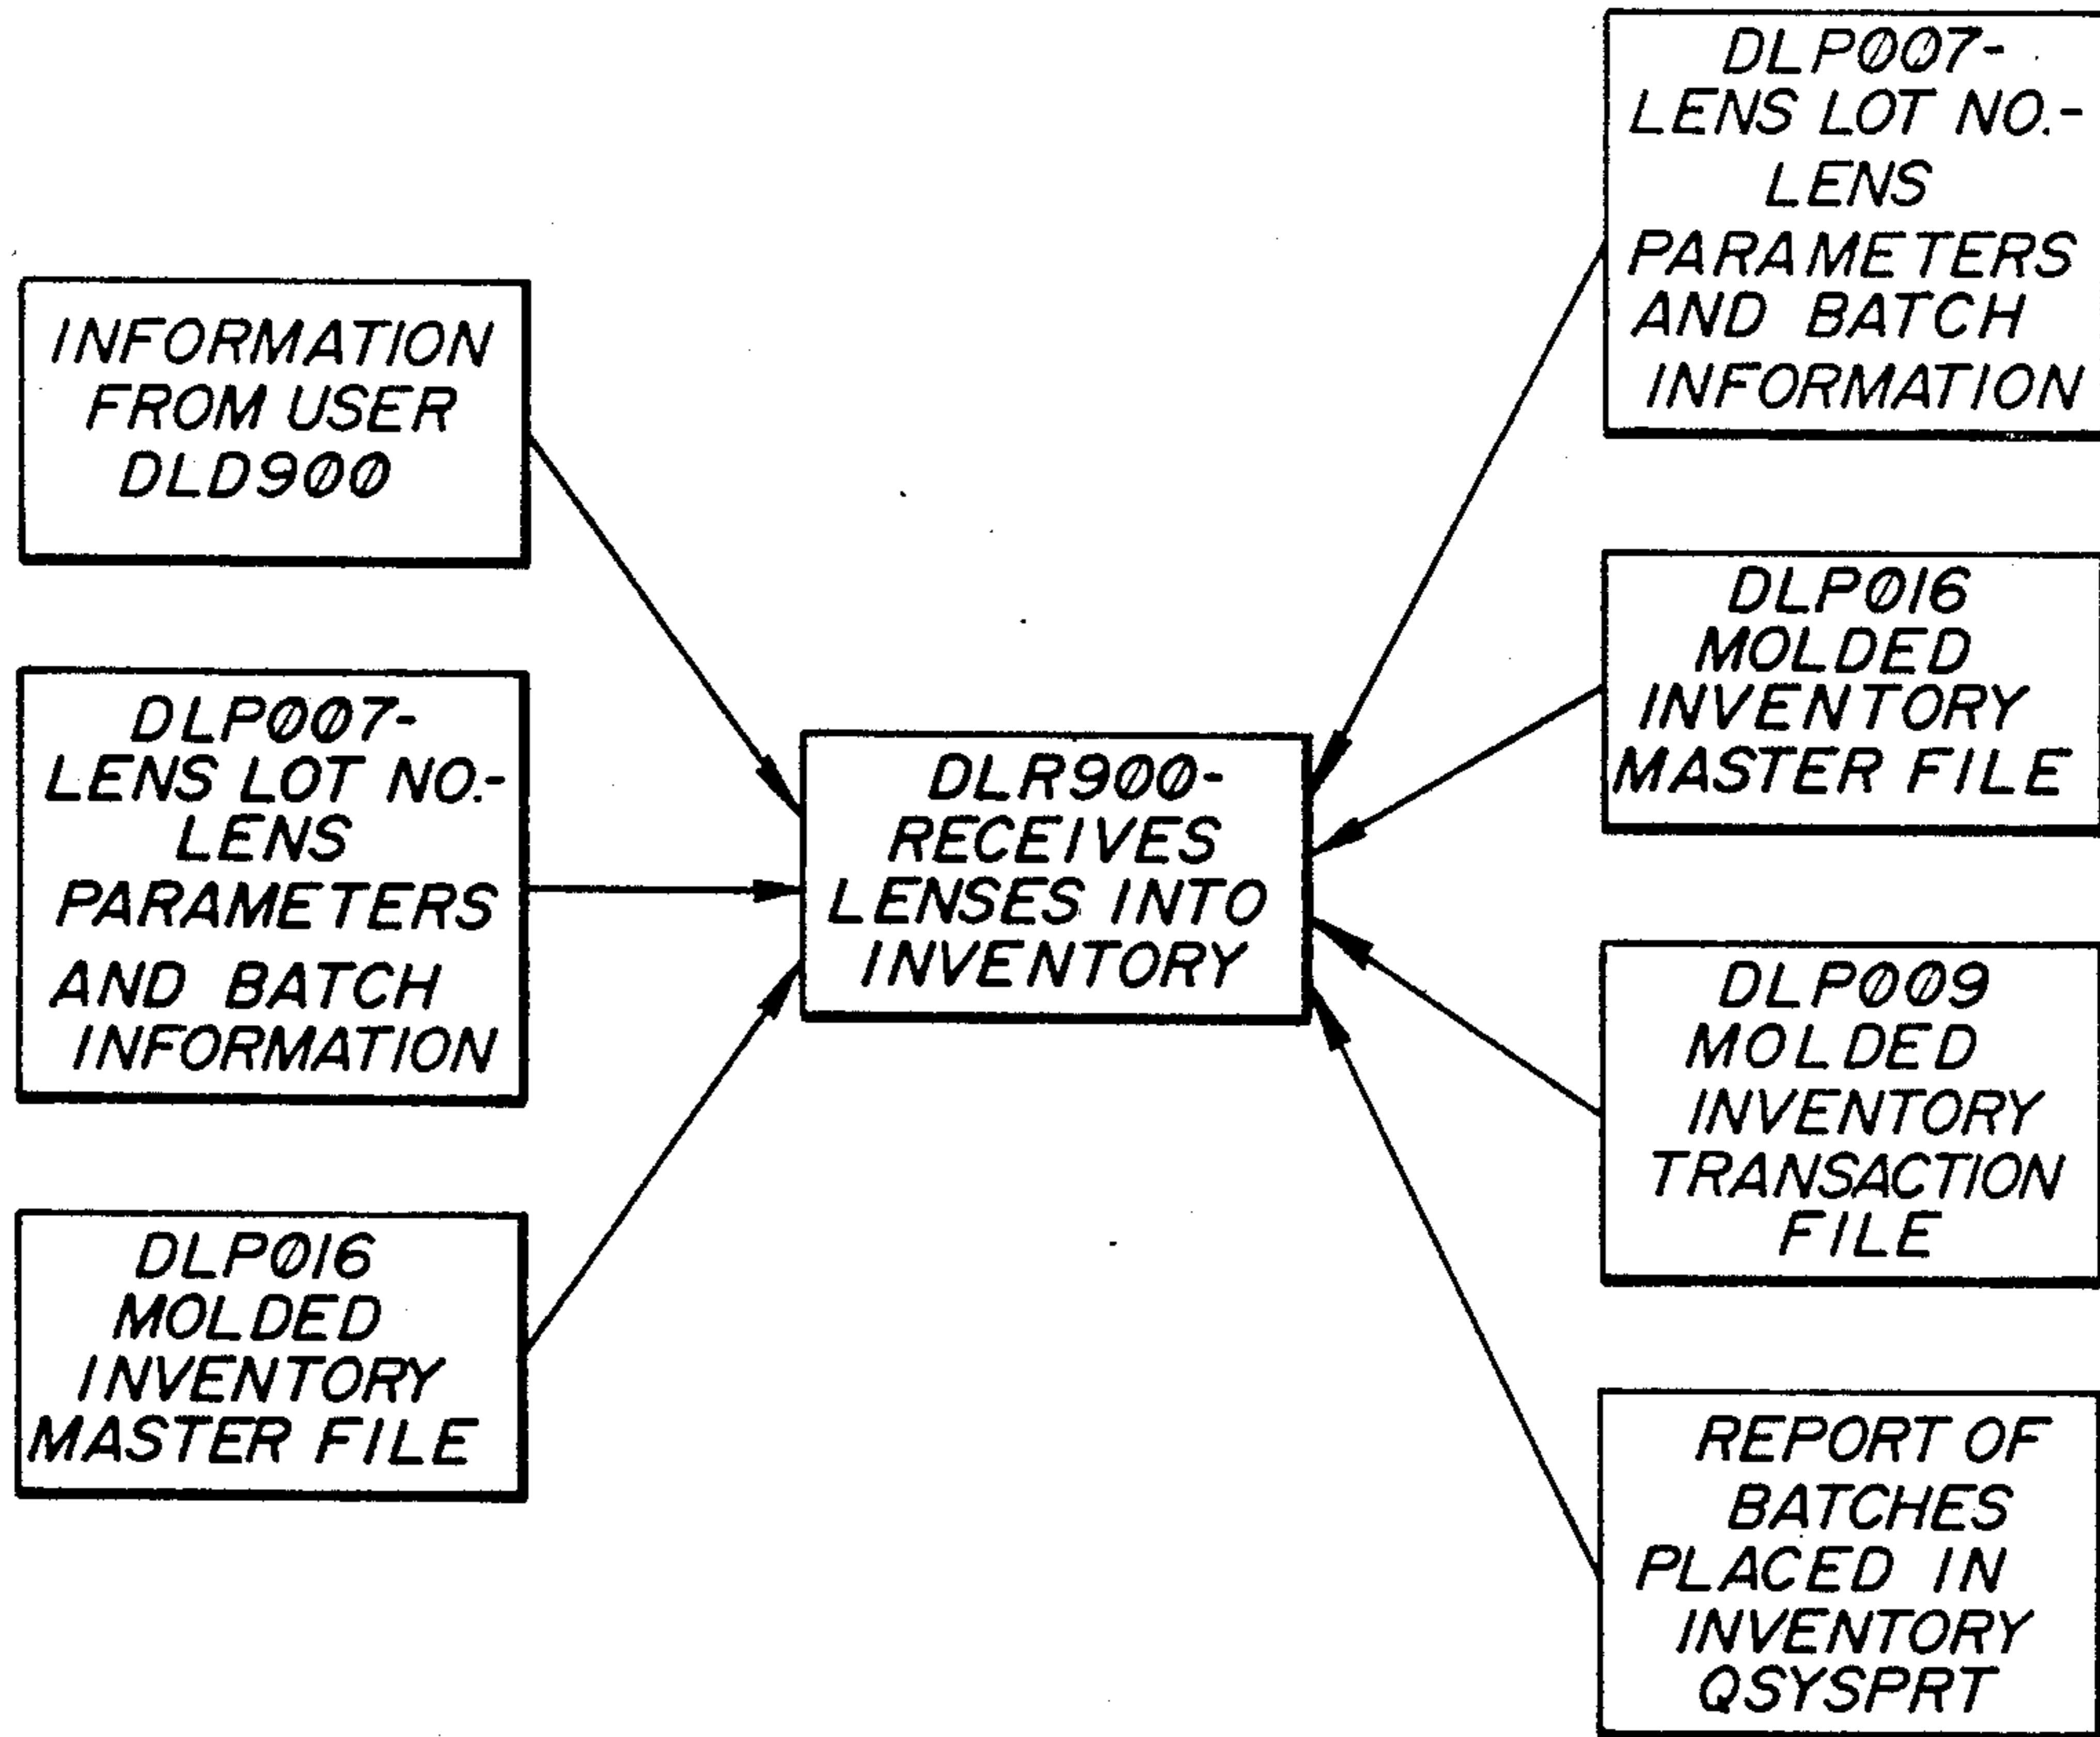 INFORMATION
FROM USER
DLD900
DLP007-
LENS LOT NO.-
LENS
PARAMETERS
AND BATCH
INFORMATION
DLP016
MOLDED
INVENTORY
MASTER FILE
DLR900-
RECEIVES
LENSES INTO
INVENTORY
DLP007-
LENS LOT NO.-
LENS
PARAMETERS
AND BATCH
INFORMATION
DLP016
MOLDED
INVENTORY
MASTER FILE
DLP009
MOLDED
INVENTORY
TRANSACTION
FILE
REPORT OF
BATCHES
PLACED IN
INVENTORY
QSYSPRT